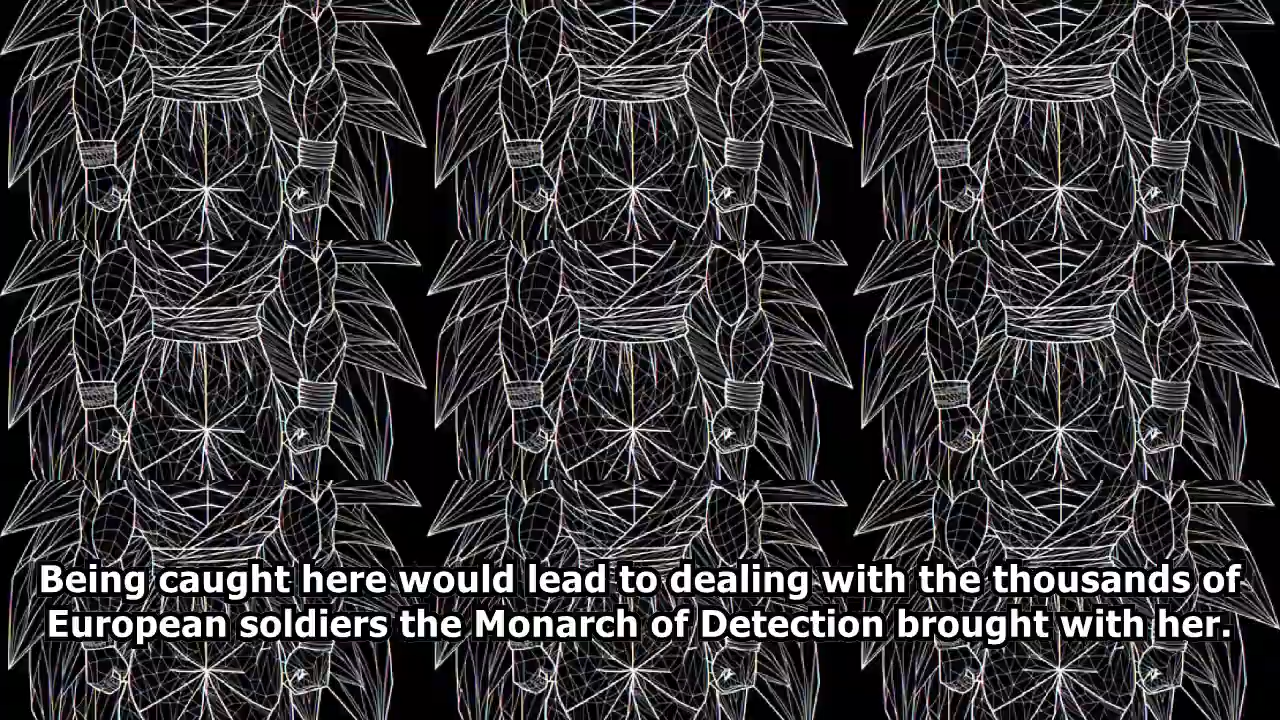 Being caught here would lead to dealing with the thousands of
European soldiers the Monarch of Detection brought with her.